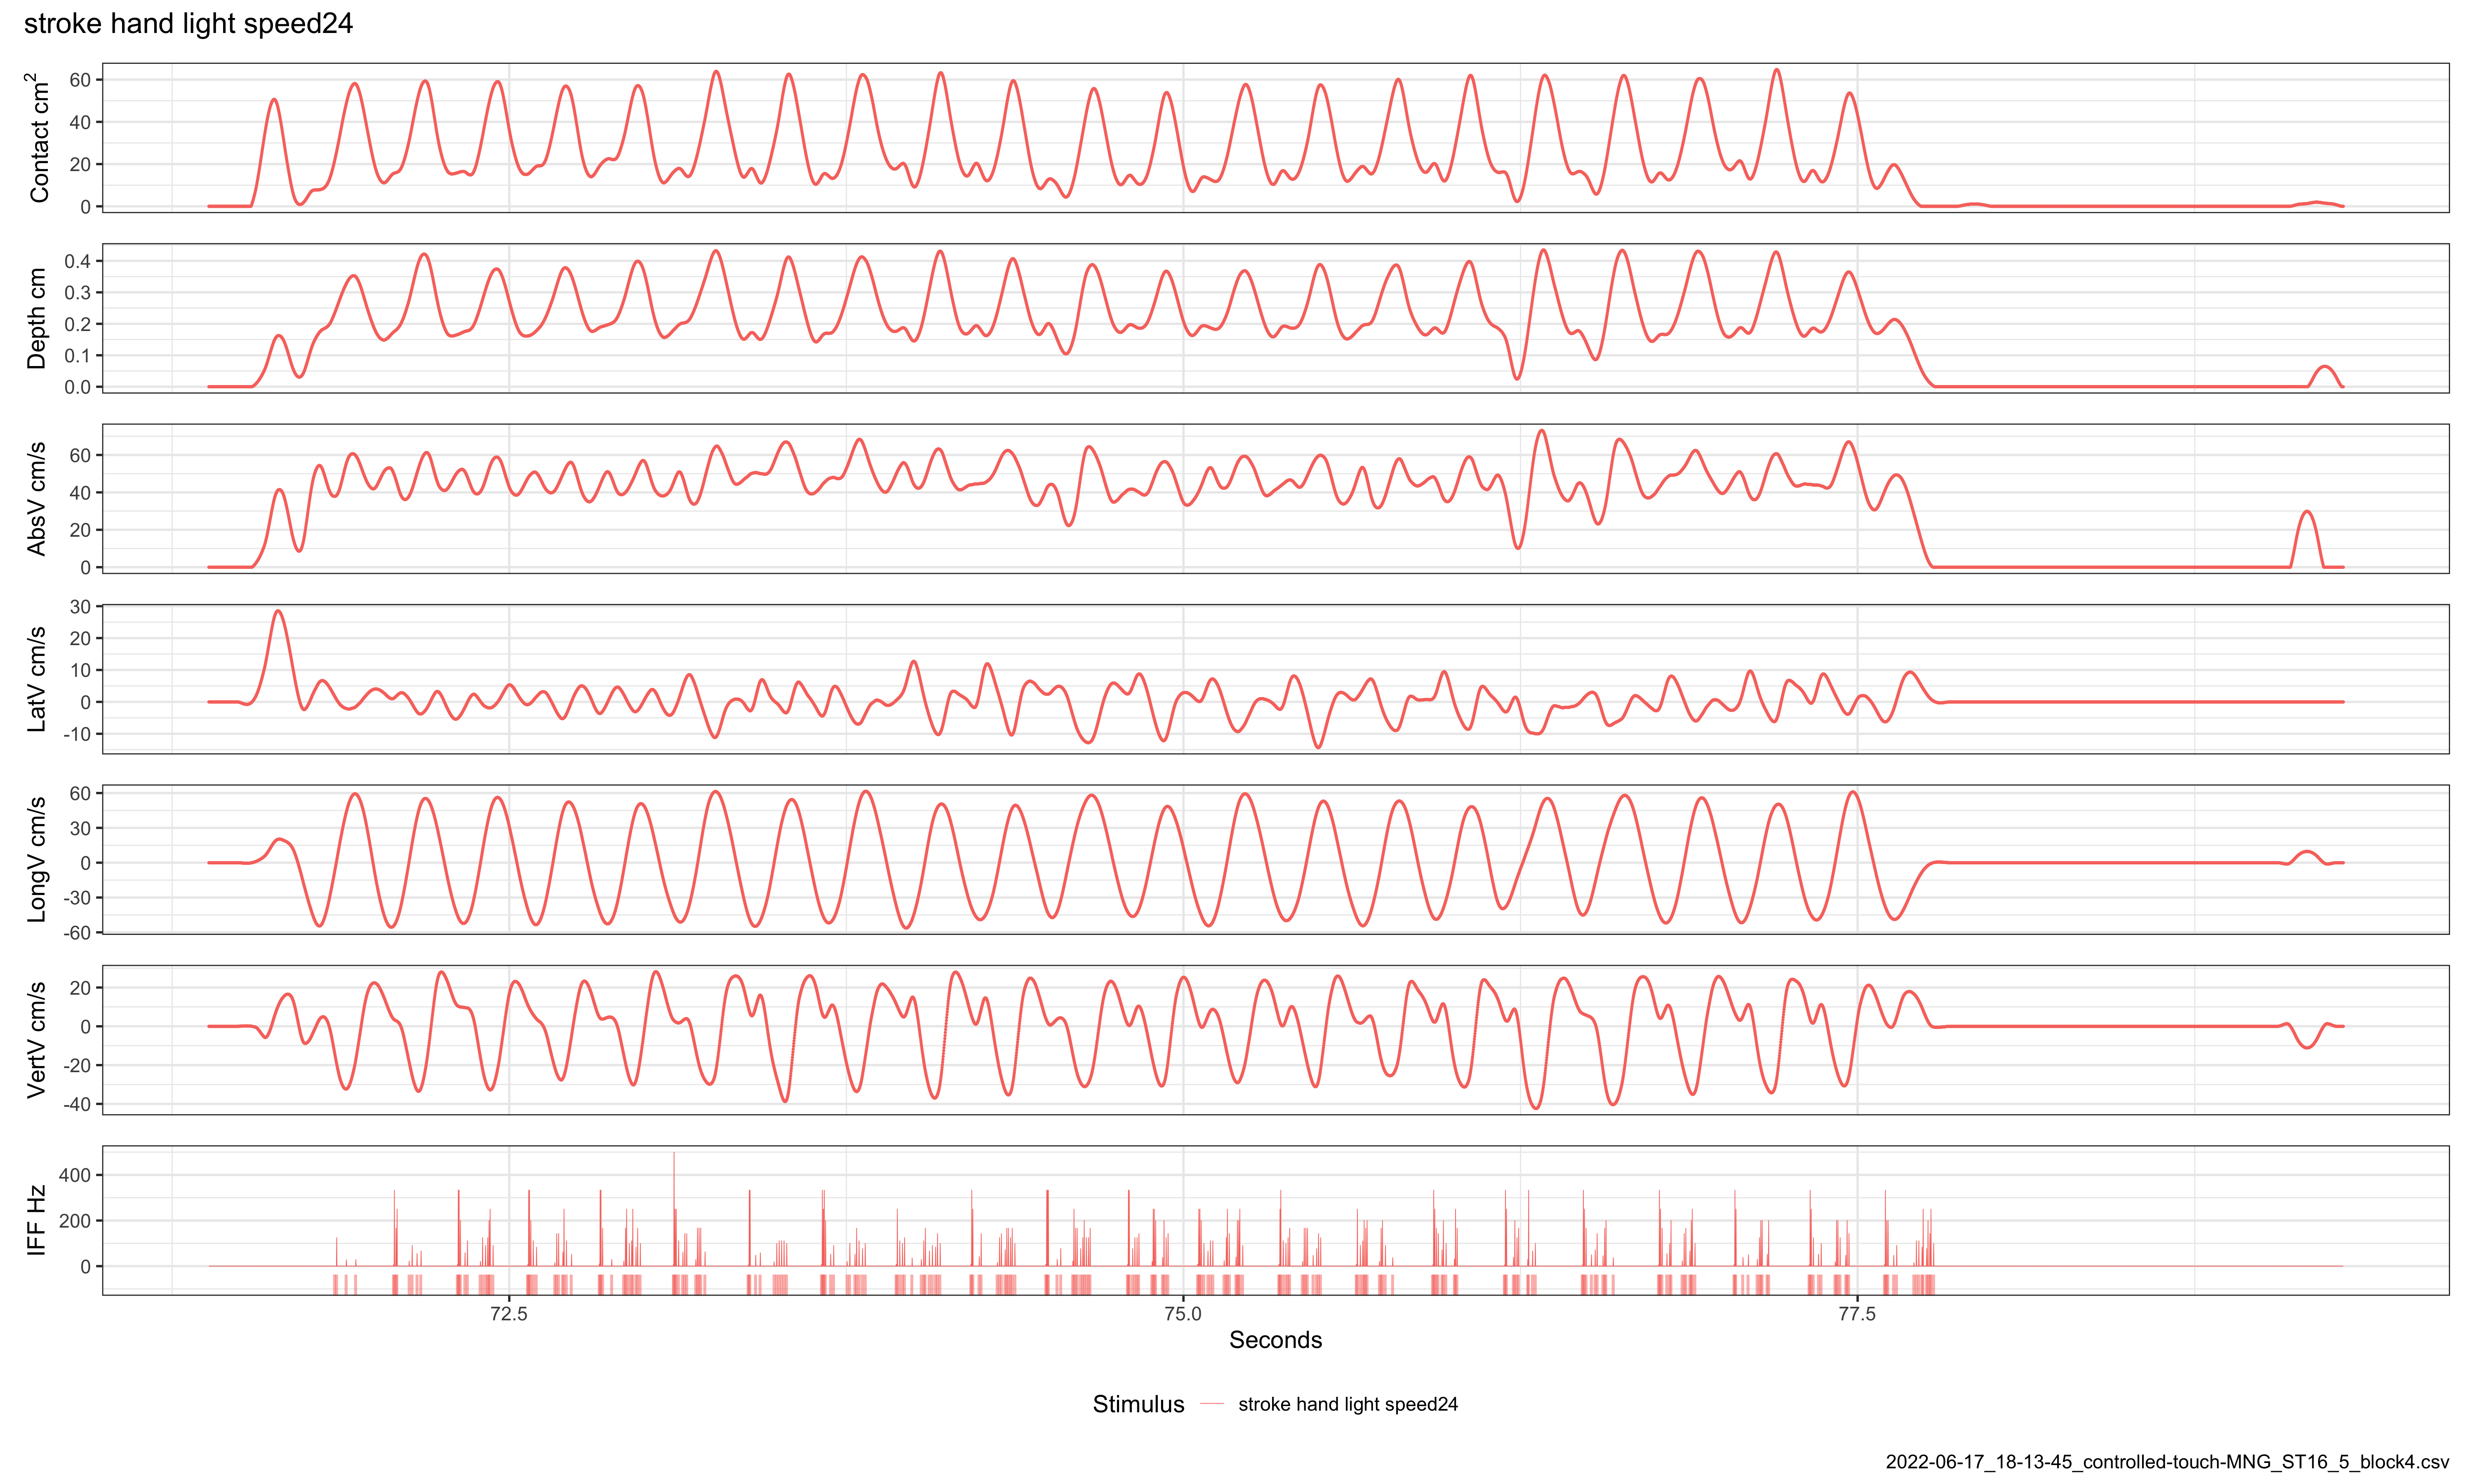 stroke hand light speed24
Contact cm²
60
40
20
0
Depth cm
0.4
0.3
0.2
0.1
0.0
AbsV cm/s
60
40
20
0
LatV cm/s
30
20
10
0
-10
LongV cm/s
60
30
0
-30
-60
VertV cm/s
20
0
-20
-40
IFF Hz
400
200
0
72.5 75.0 77.5
Seconds
Stimulus stroke hand light speed24
2022-06-17_18-13-45_controlled-touch-MNG_ST16_5_block4.csv